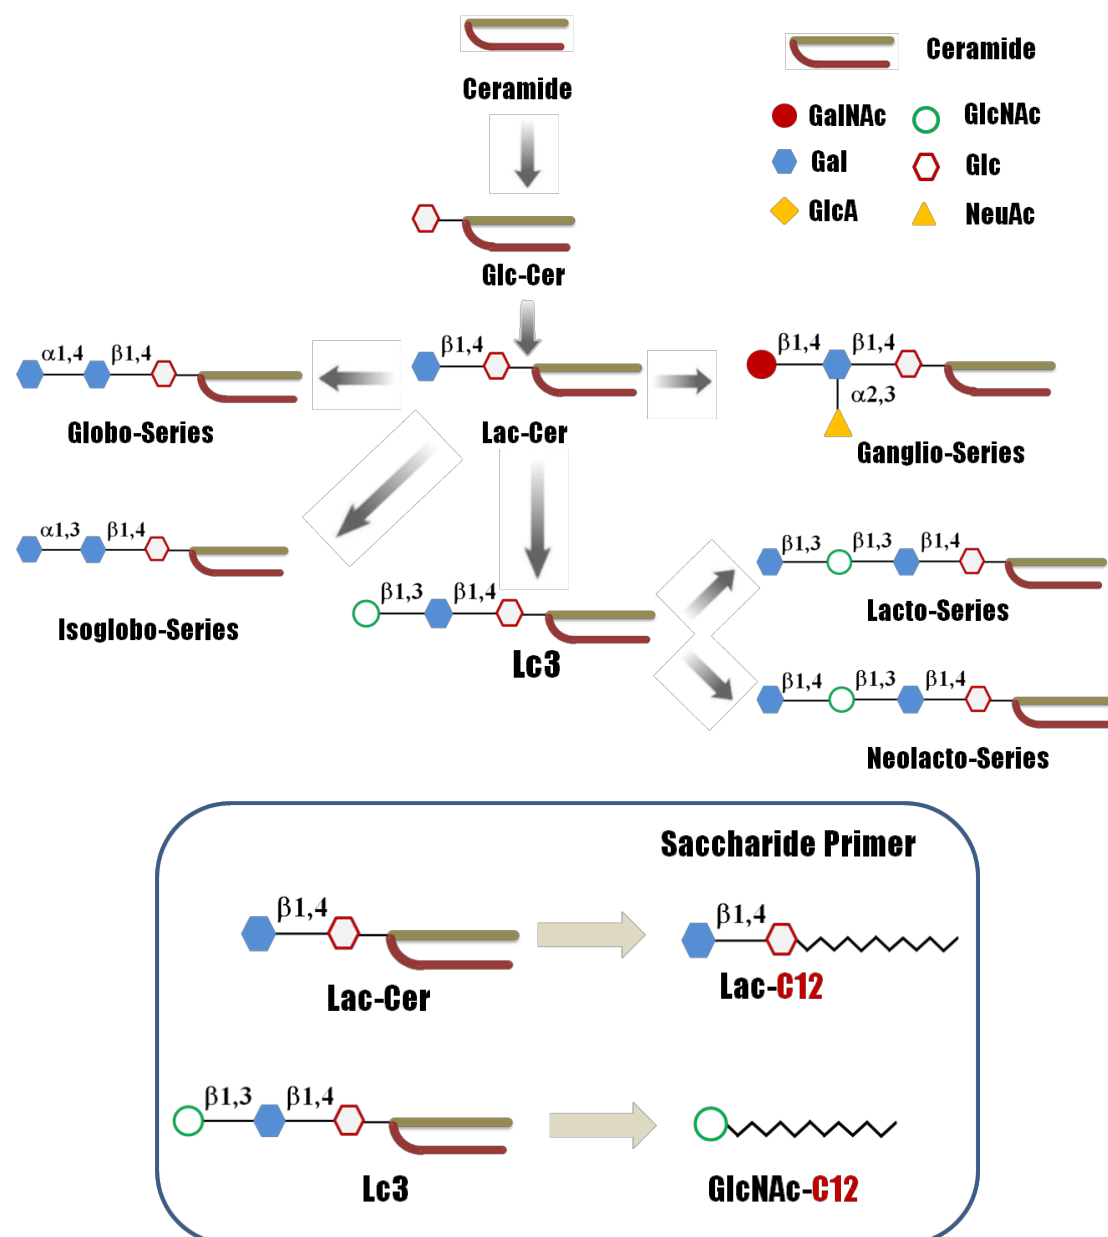 Ceramide
Ceramide
GalNAc
GlcNAc
Gal
Glc
GlcA
NeuAc
Glc-Cer
α1,4 β1,4
Globo-Series
β1,4
Lac-Cer
β1,4 β1,4
α2,3
Ganglio-Series
α1,3 β1,4
Isoglobo-Series
β1,3 β1,4
Lc3
β1,3 β1,3 β1,4
Lacto-Series
β1,4 β1,3 β1,4
Neolacto-Series
Saccharide Primer
β1,4
Lac-Cer
β1,4
Lac-C12
β1,3 β1,4
Lc3
GlcNAc-C12